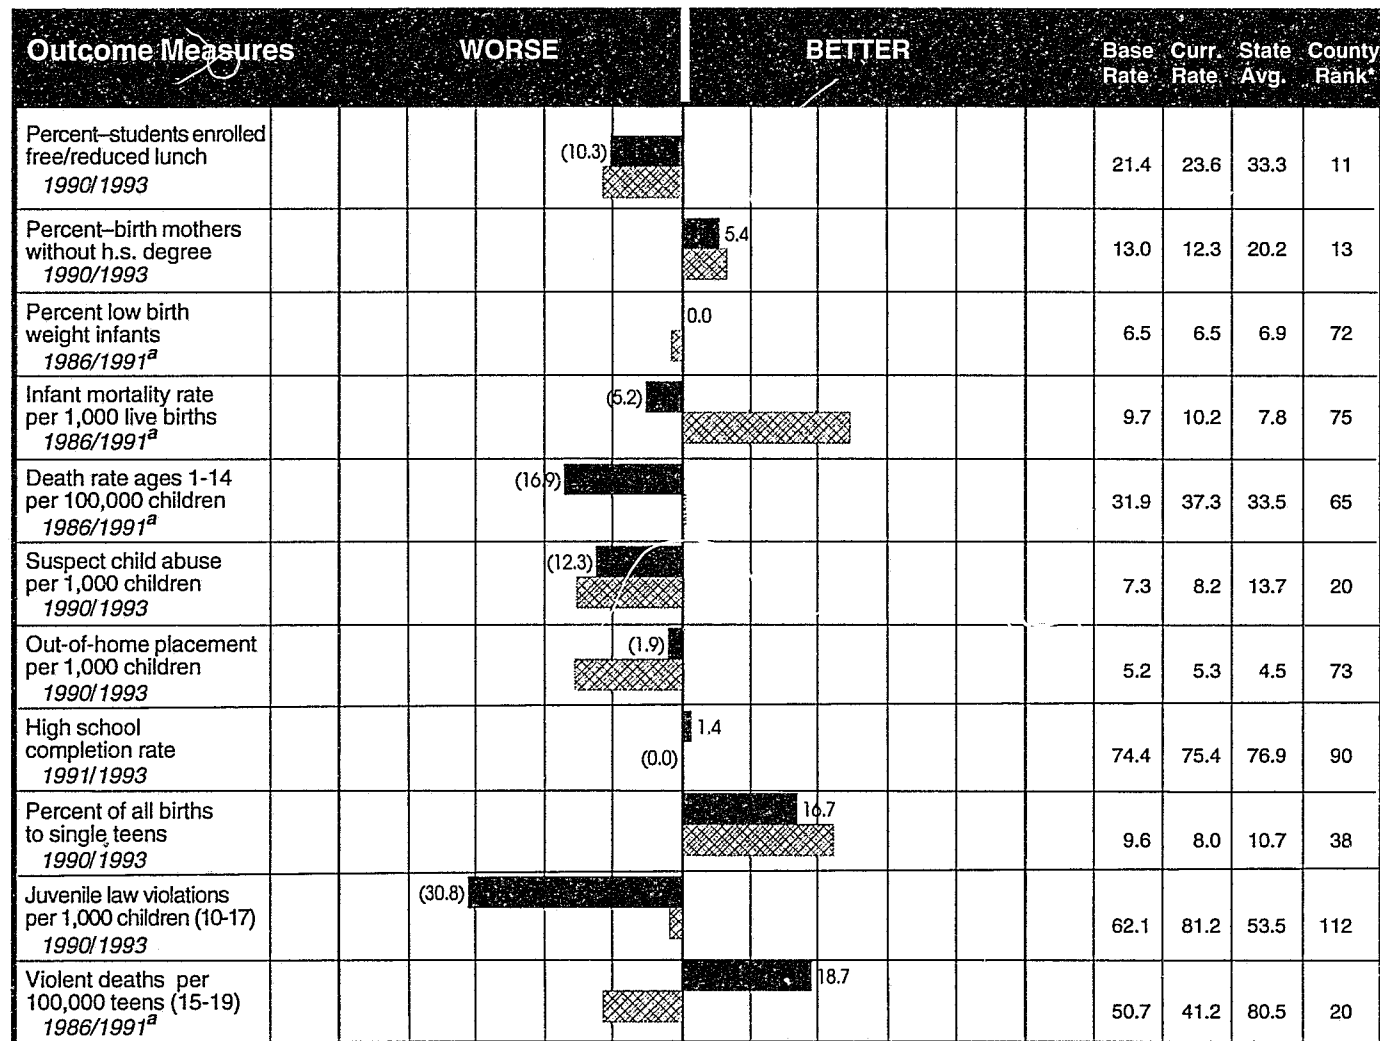 Outcome Measures WORSE BETTER Base Rate Curr. Rate State Avg. County Rank*
Percent–students enrolled
free/reduced lunch (10.3) 21.4 23.6 33.3 11
1990/1993
Percent–birth mothers 5.4
without h.s. degree 13.0 12.3 20.2 13
1990/1993
Percent low birth 0.0
weight infants 6.5 6.5 6.9 72
1986/1991a
Infant mortality rate (5.2)
per 1,000 live births 9.7 10.2 7.8 75
1986/1991a
Death rate ages 1-14 (16.9)
per 100,000 children 31.9 37.3 33.5 65
1986/1991a
Suspect child abuse (12.3)
per 1,000 children 7.3 8.2 13.7 20
1990/1993
Out-of-home placement (1.9)
per 1,000 children 5.2 5.3 4.5 73
1990/1993
High school 1.4
completion rate (0.0) 74.4 75.4 76.9 90
1991/1993
Percent of all births 16.7
to single teens 9.6 8.0 10.7 38
1990/1993
Juvenile law violations (30.8)
per 1,000 children (10-17) 62.1 81.2 53.5 112
1990/1993
Violent deaths per 18.7
100,000 teens (15-19) 50.7 41.2 80.5 20
1986/1991a